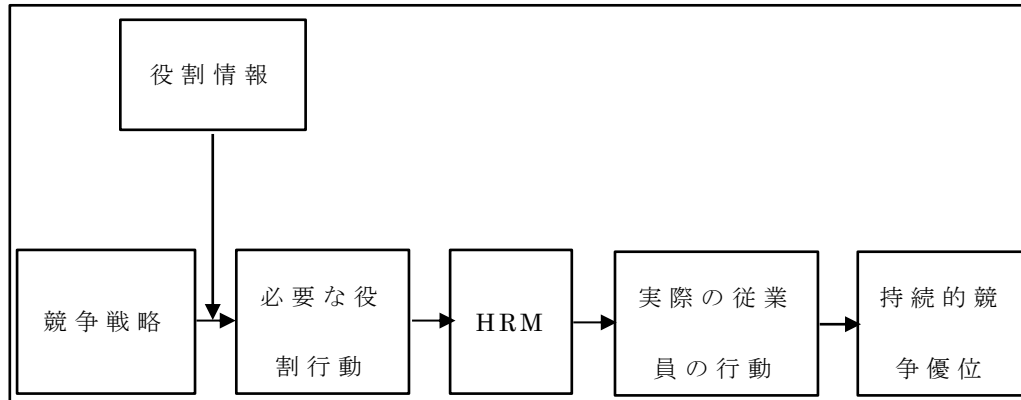 役割情報
競争戦略
必要な役
割行動
HRM
実際の従業
員の行動
持続的競
争優位